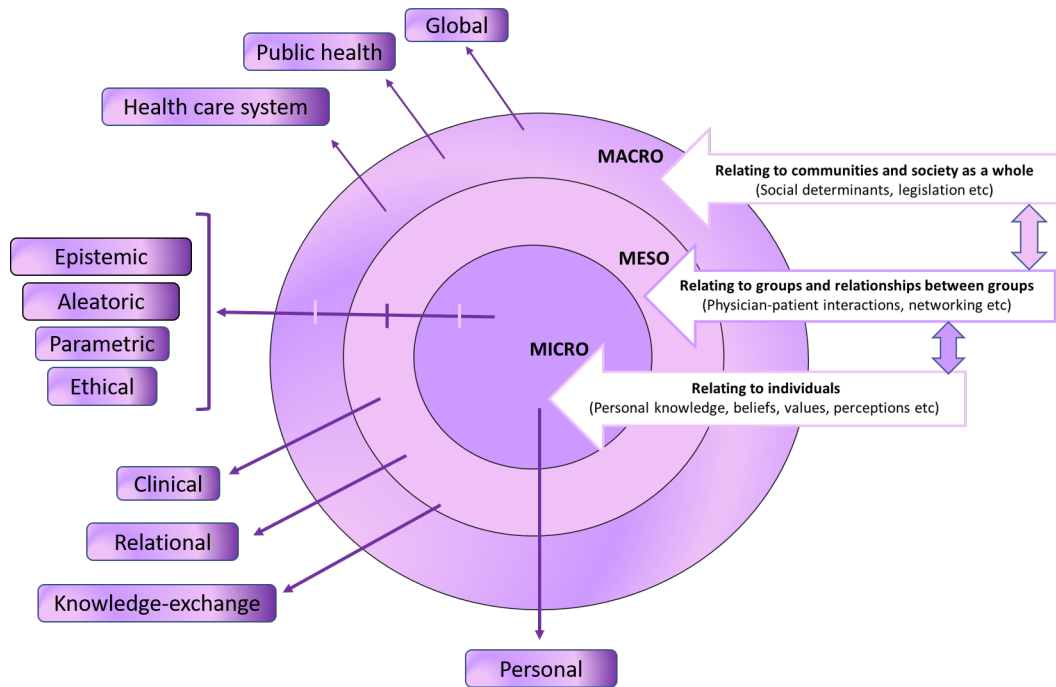 Global
Public health
Health care system
MACRO
Relating to communities and society as a whole
(Social determinants, legislation etc)
MESO
Relating to groups and relationships between groups
(Physician-patient interactions, networking etc)
MICRO
Relating to individuals
(Personal knowledge, beliefs, values, perceptions etc)
Epistemic
Aleatoric
Parametric
Ethical
Clinical
Relational
Knowledge-exchange
Personal